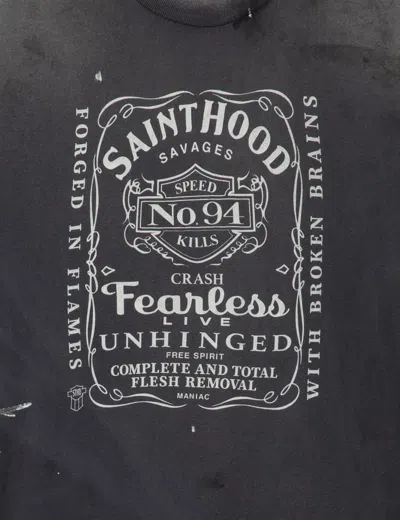 SAINTHOOD
SAVAGES
SPEED
No. 94
KILLS
CRASH
Fearless
LIVE
UNHINGED
FREE SPIRIT
COMPLETE AND TOTAL
FLESH REMOVAL
MANIAC
FORGED IN FLAMES
WITH BROKEN BRAINS